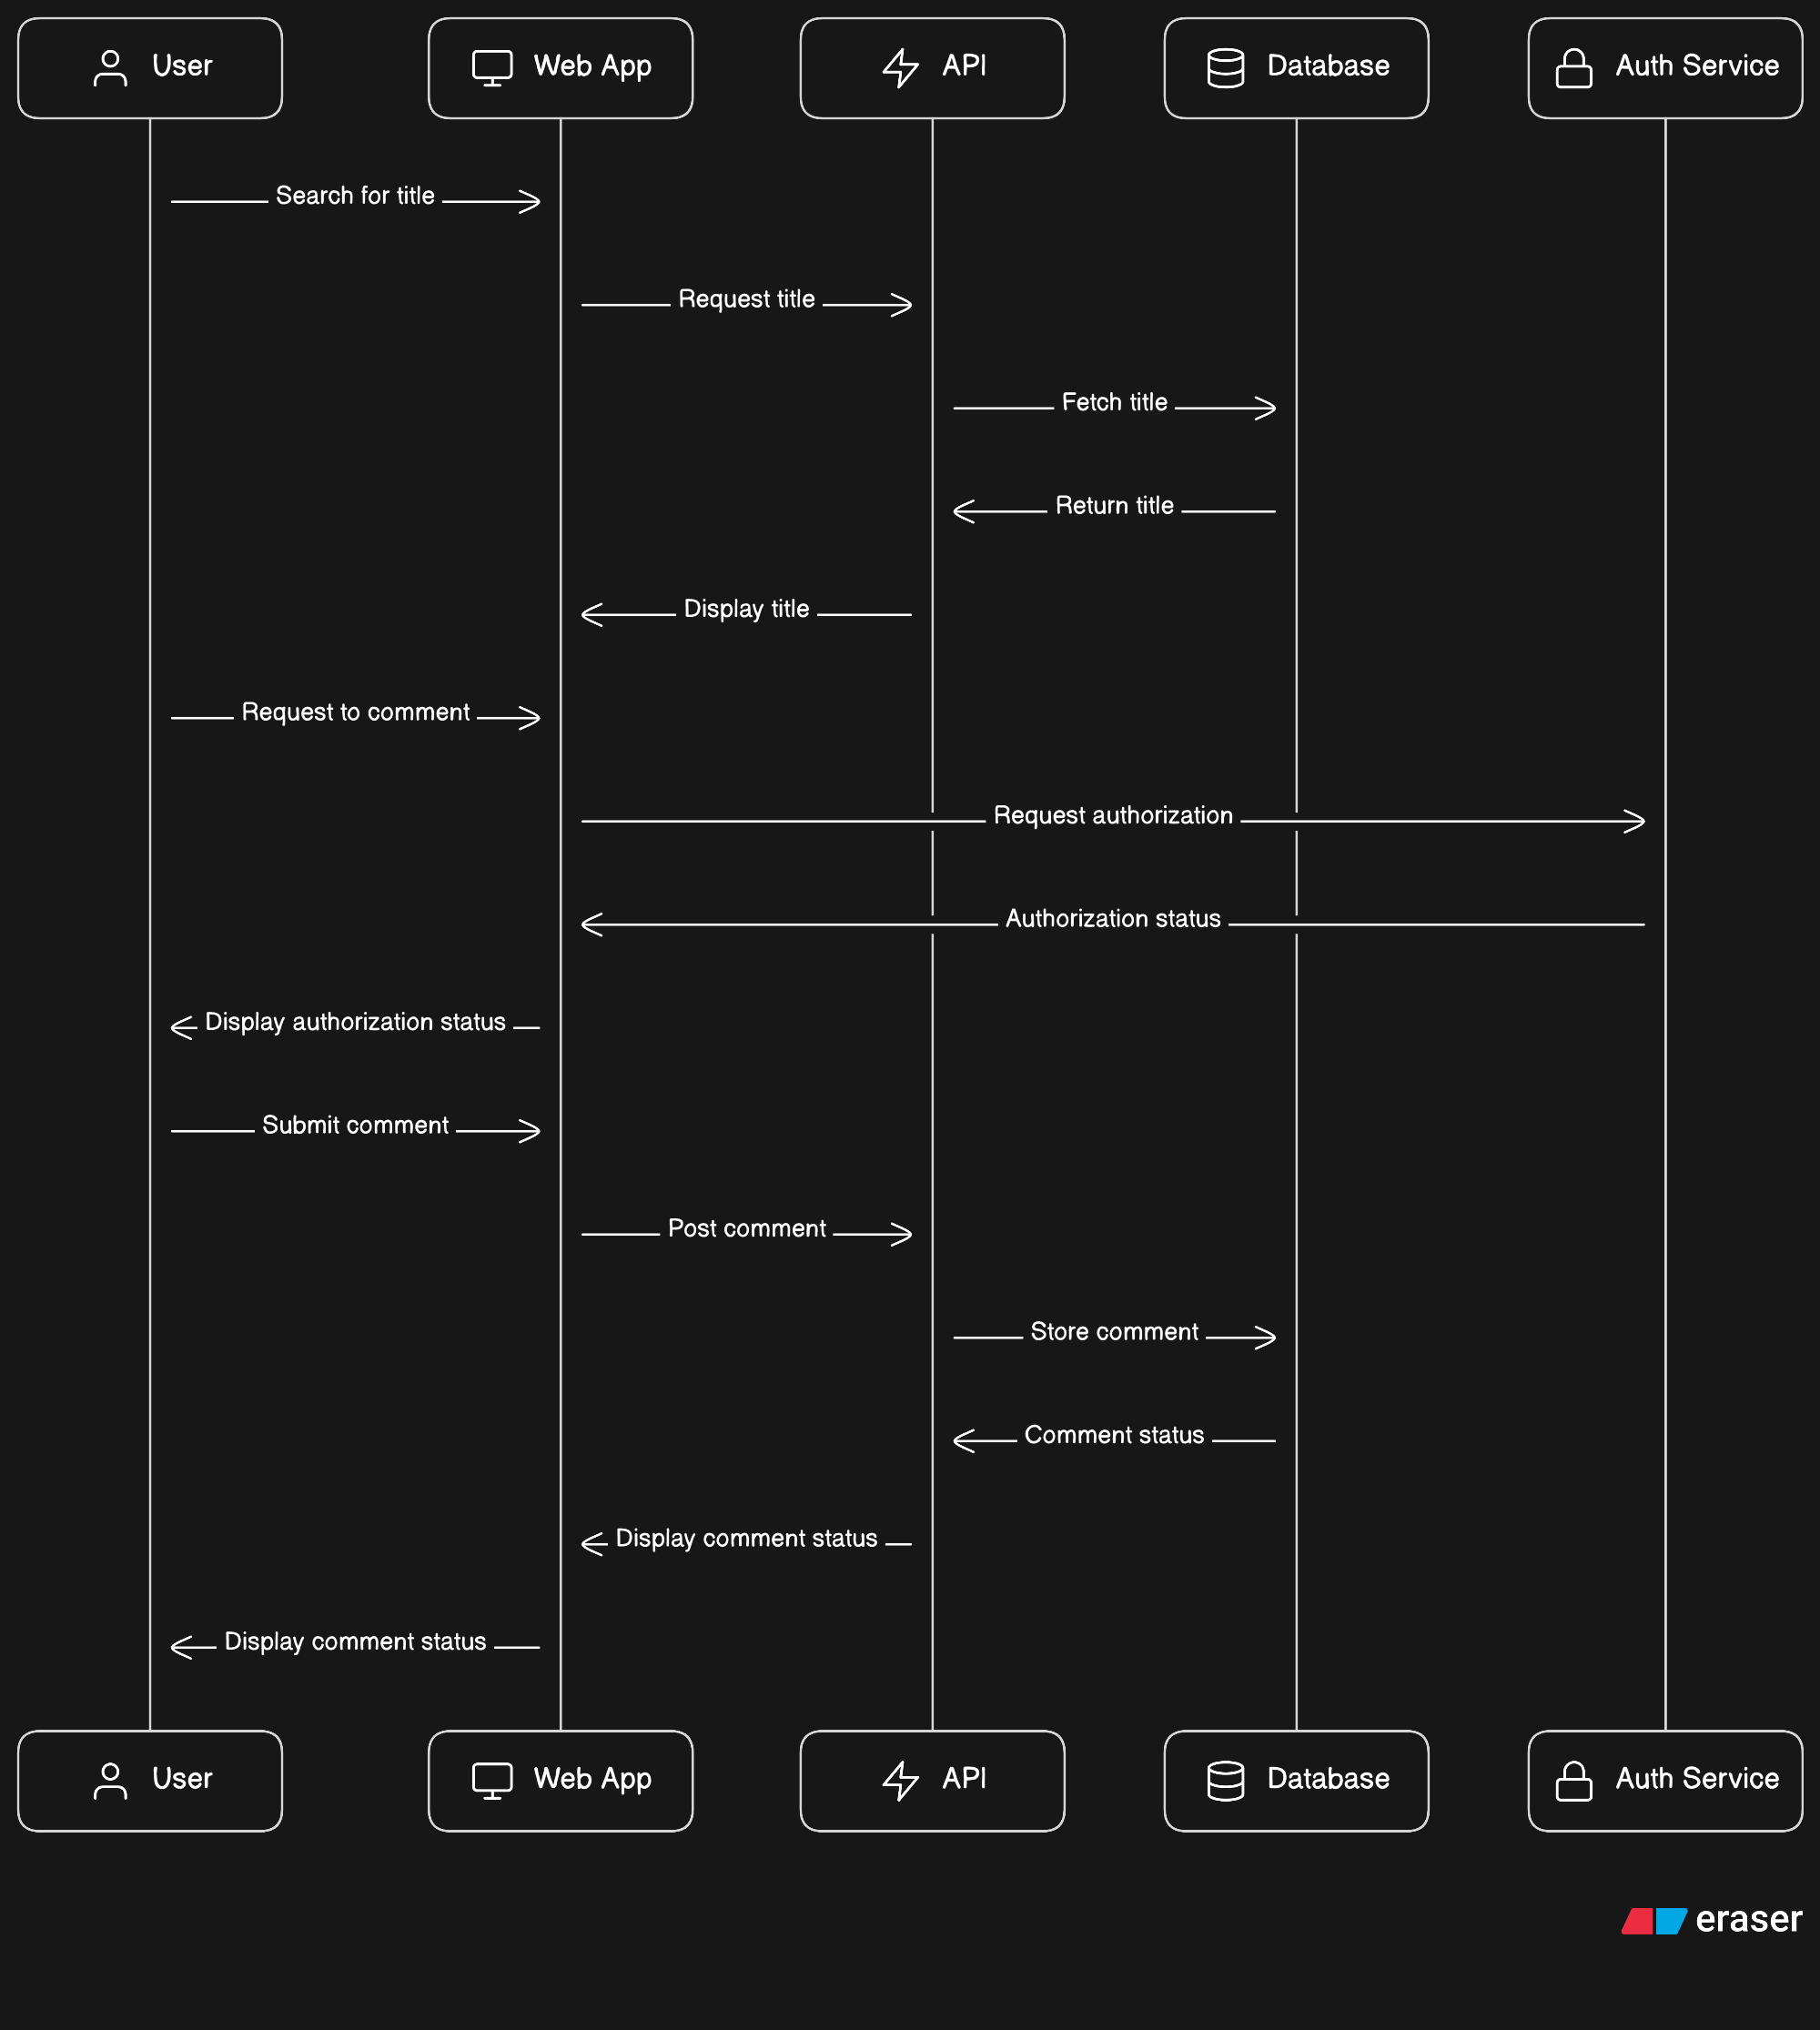 User
Web App
API
Database
Auth Service
Search for title
Request title
Fetch title
Return title
Display title
Request to comment
Request authorization
Authorization status
Display authorization status
Submit comment
Post comment
Store comment
Comment status
Display comment status
Display comment status
User
Web App
API
Database
Auth Service
eraser